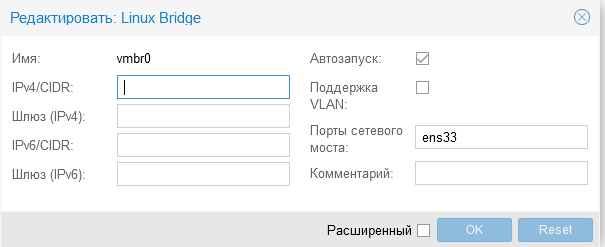 Редактировать: Linux Bridge
Имя: vmbr0
IPv4/CIDR:
Шлюз (IPv4):
IPv6/CIDR:
Шлюз (IPv6):
Автозапуск:
Поддержка
VLAN:
Порты сетевого
моста: ens33
Комментарий:
Расширенный OK Reset